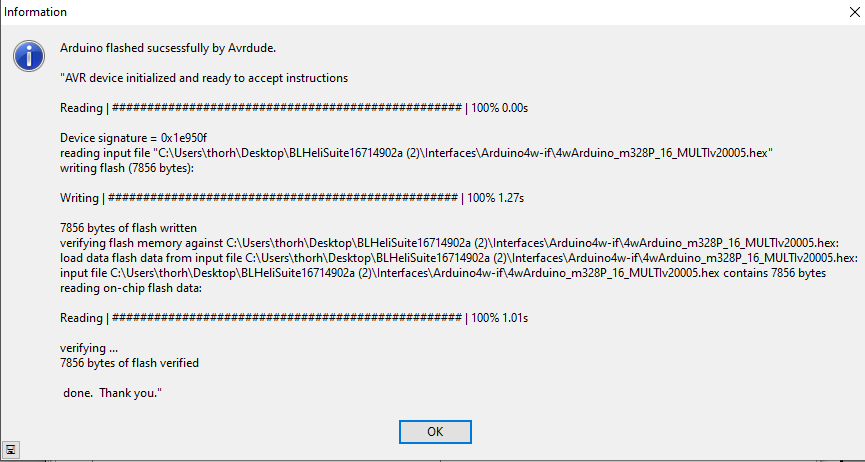 Information
Arduino flashed sucsessfully by Avrdude.
"AVR device initialized and ready to accept instructions
Reading | ################################################## | 100% 0.00s
Device signature = 0x1e950f
reading input file "C:\Users\thorh\Desktop\BLHeliSuite16714902a (2)\Interfaces\Arduino4w-if\4wArduino_m328P_16_MULTIv20005.hex"
writing flash (7856 bytes):
Writing | ################################################## | 100% 1.27s
7856 bytes of flash written
verifying flash memory against C:\Users\thorh\Desktop\BLHeliSuite16714902a (2)\Interfaces\Arduino4w-if\4wArduino_m328P_16_MULTIv20005.hex:
load data flash data from input file C:\Users\thorh\Desktop\BLHeliSuite16714902a (2)\Interfaces\Arduino4w-if\4wArduino_m328P_16_MULTIv20005.hex:
input file C:\Users\thorh\Desktop\BLHeliSuite16714902a (2)\Interfaces\Arduino4w-if\4wArduino_m328P_16_MULTIv20005.hex contains 7856 bytes
reading on-chip flash data:
Reading | ################################################## | 100% 1.01s
verifying ...
7856 bytes of flash verified
done.  Thank you."
OK